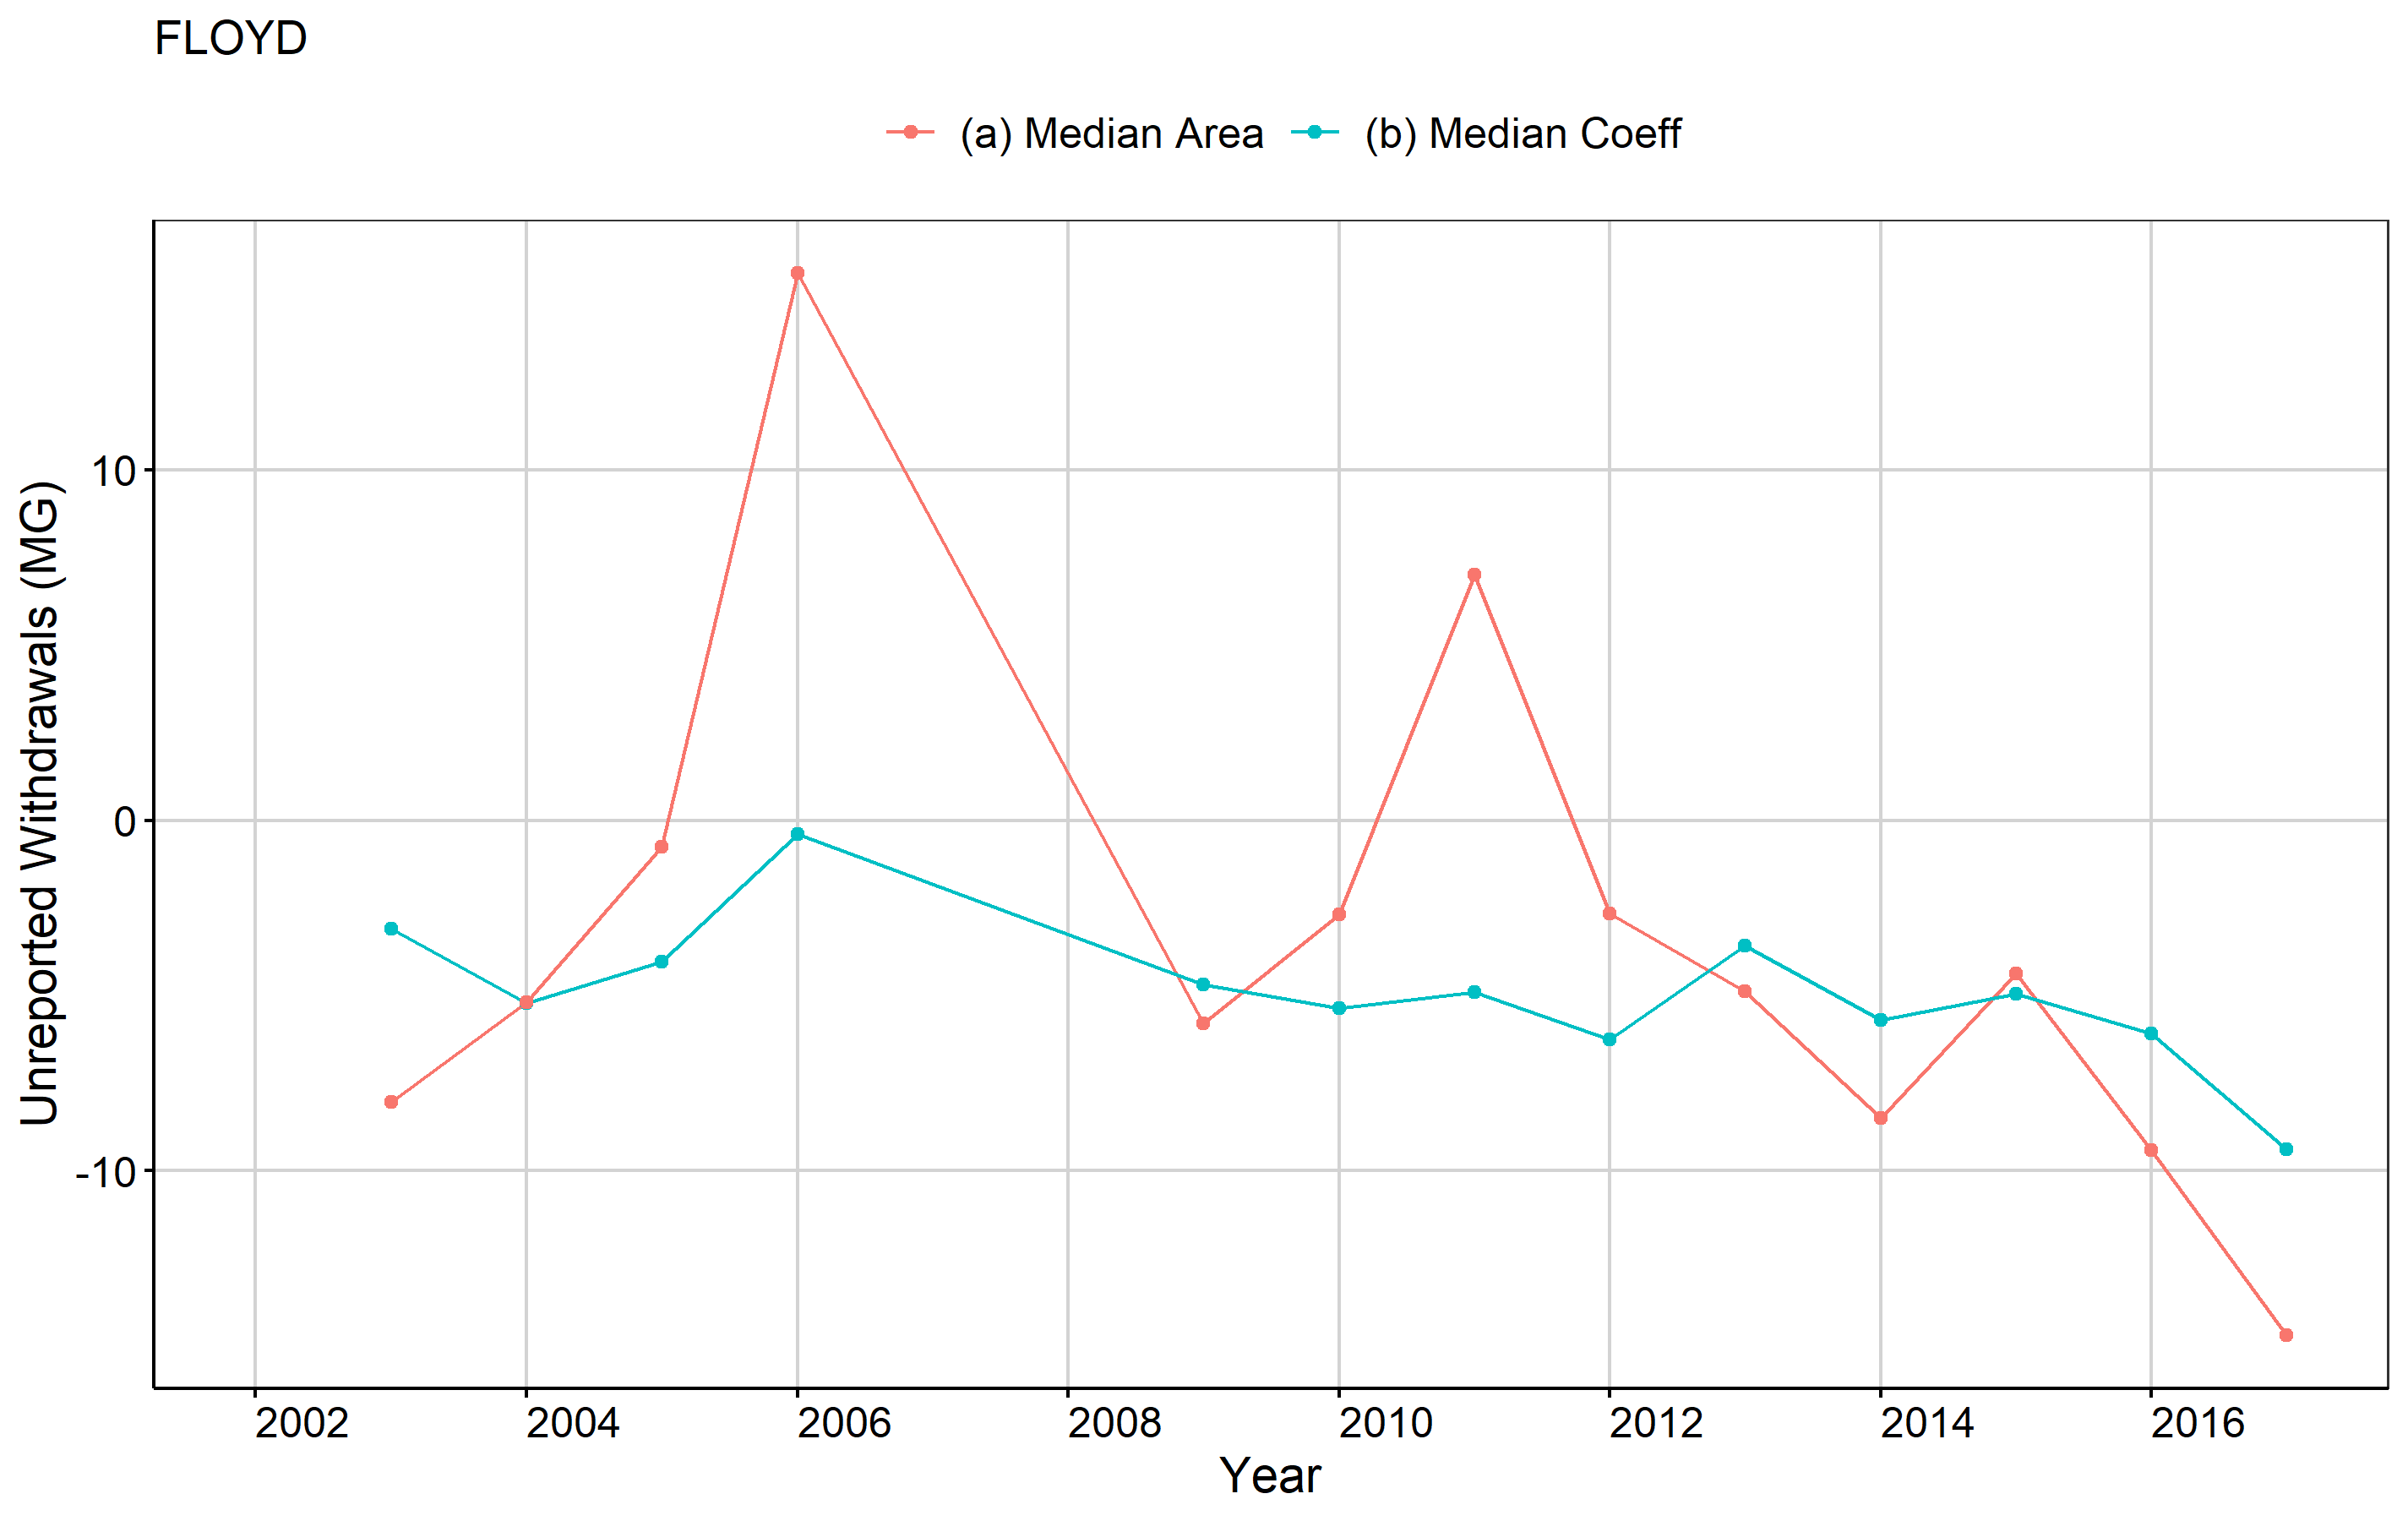 FLOYD
(a) Median Area (b) Median Coeff
Unreported Withdrawals (MG)
10
0
-10
2002 2004 2006 2008 2010 2012 2014 2016
Year